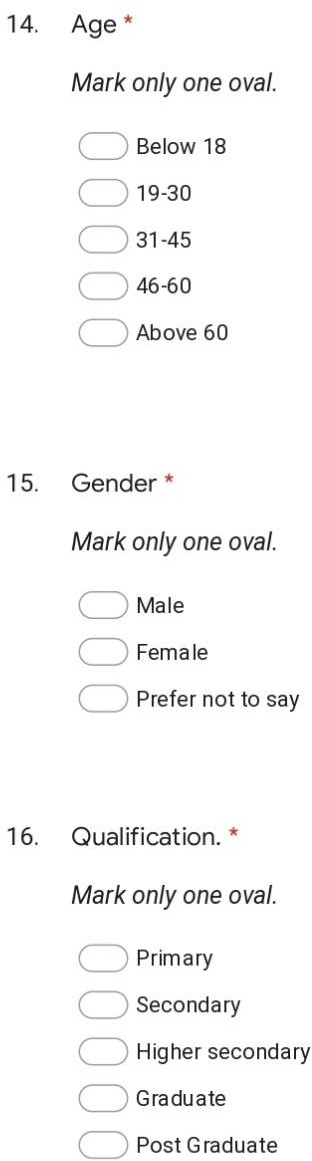 14. Age *
Mark only one oval.
Below 18
19-30
31-45
46-60
Above 60
15. Gender *
Mark only one oval.
Male
Female
Prefer not to say
16. Qualification. *
Mark only one oval.
Primary
Secondary
Higher secondary
Graduate
Post Graduate